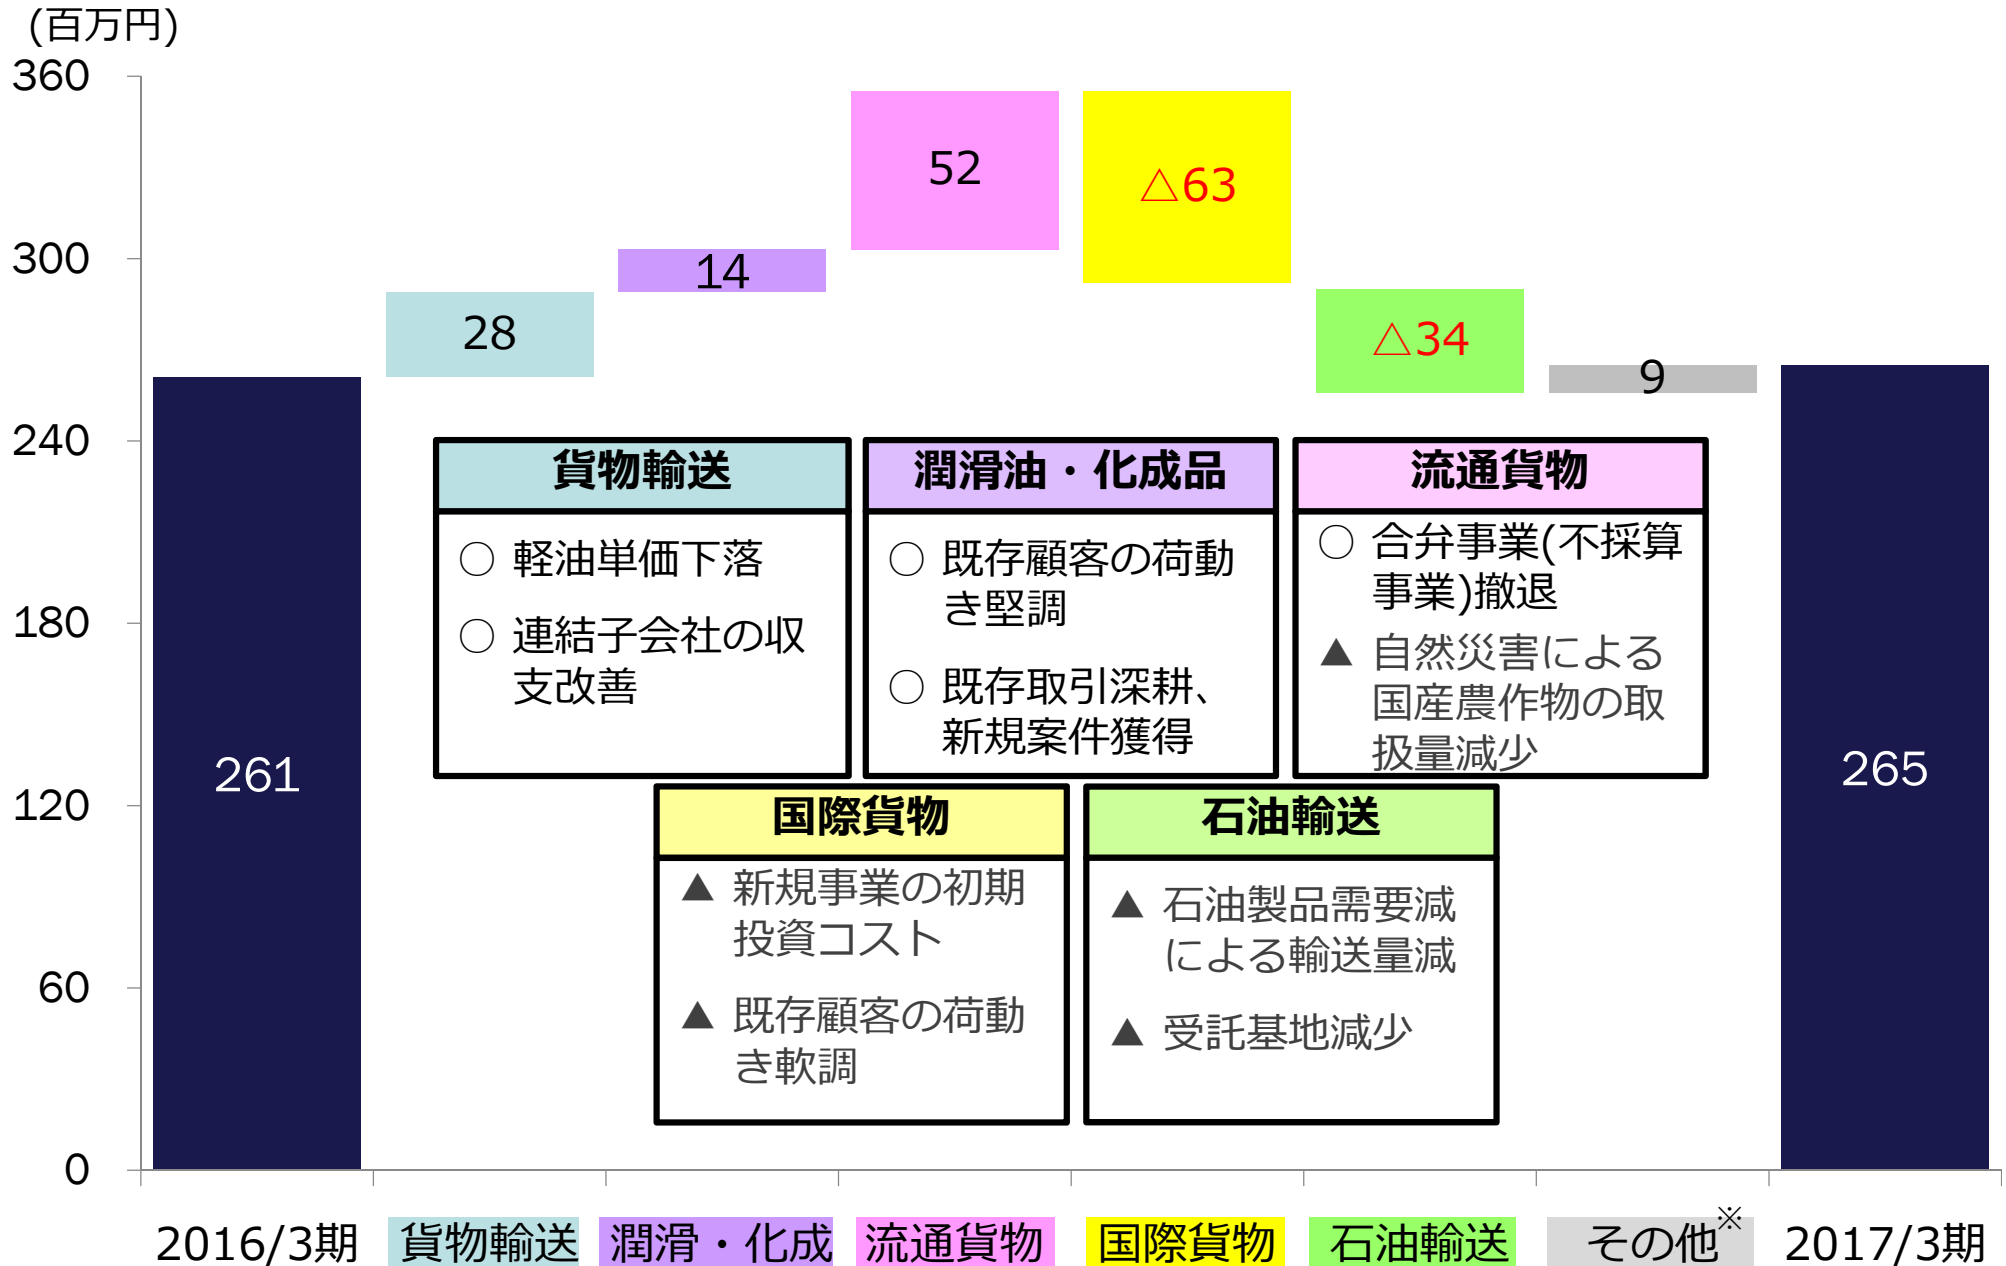 (百万円)
360
300
240
180
120
60
0
261
28
14
52
△63
△34
9
265
貨物輸送
○ 軽油単価下落
○ 連結子会社の収
支改善
潤滑油・化成品
○ 既存顧客の荷動
き堅調
○ 既存取引深耕、
新規案件獲得
流通貨物
○ 合弁事業(不採算
事業)撤退
▲ 自然災害による
国産農作物の取
扱量減少
国際貨物
▲ 新規事業の初期
投資コスト
▲ 既存顧客の荷動
き軟調
石油輸送
▲ 石油製品需要減
による輸送量減
▲ 受託基地減少
2016/3期
貨物輸送
潤滑・化成
流通貨物
国際貨物
石油輸送
その他※
2017/3期